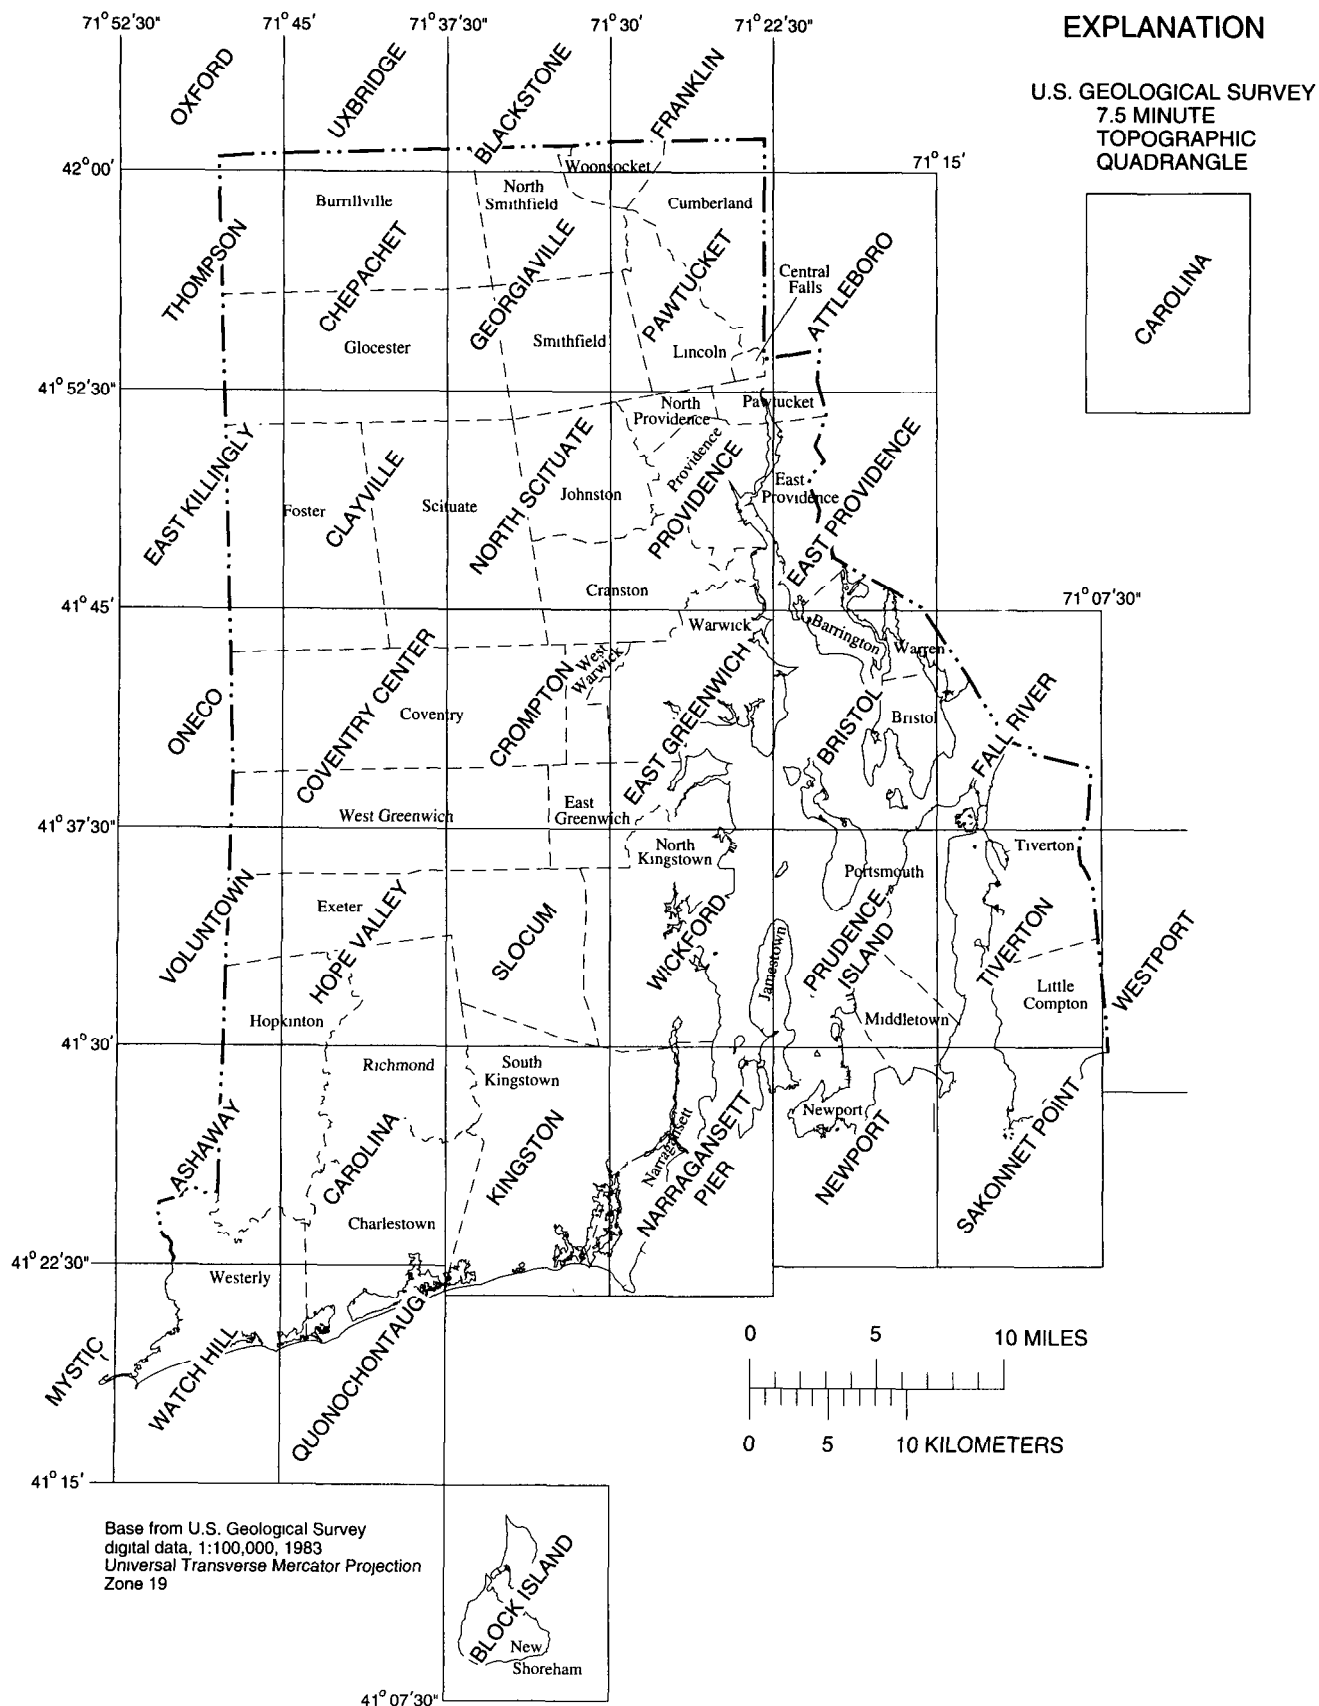 71° 52'30"
71° 45'
71° 37'30"
71° 30'
71° 22'30"
EXPLANATION
OXFORD
UXBRIDGE
BLACKSTONE
FRANKLIN
U.S. GEOLOGICAL SURVEY
7.5 MINUTE
TOPOGRAPHIC
QUADRANGLE
42° 00'
71° 15'
Woonsocket
Burrillville
North
Smithfield
Cumberland
THOMPSON
CHEPACHET
GEORGIAVILLE
PAWTUCKET
Central
Falls
ATTLEBORO
CAROLINA
Glocester
Smithfield
Lincoln
41° 52'30"
North
Providence
Pawtucket
EAST KILLINGLY
Foster
CLAYVILLE
Scituate
NORTH SCITUATE
Johnston
Providence
PROVIDENCE
East
Providence
EAST PROVIDENCE
Cranston
41° 45'
71° 07'30"
Warwick
Barrington
Warren
West
Warwick
ONECO
COVENTRY CENTER
Coventry
CROMPTON
EAST GREENWICH
BRISTOL
Bristol
FALL RIVER
West Greenwich
East
Greenwich
41° 37'30"
North
Kingstown
Tiverton
Portsmouth
VOLUNTOWN
Exeter
HOPE VALLEY
SLOCUM
WICKFORD
Jamestown
PRUDENCE
ISLAND
TIVERTON
WESTPORT
Little
Compton
Hopkinton
Middletown
41° 30'
Richmond
South
Kingstown
ASHAWAY
CAROLINA
KINGSTON
Narragansett
NARRAGANSETT
PIER
Newport
NEWPORT
SAKONNET POINT
Charlestown
41° 22'30"
Westerly
MYSTIC
WATCH HILL
QUONOCHONTAUG
0 5 10 MILES
0 5 10 KILOMETERS
41° 15'
Base from U.S. Geological Survey
digital data, 1:100,000, 1983
Universal Transverse Mercator Projection
Zone 19
BLOCK ISLAND
New
Shoreham
41° 07'30"